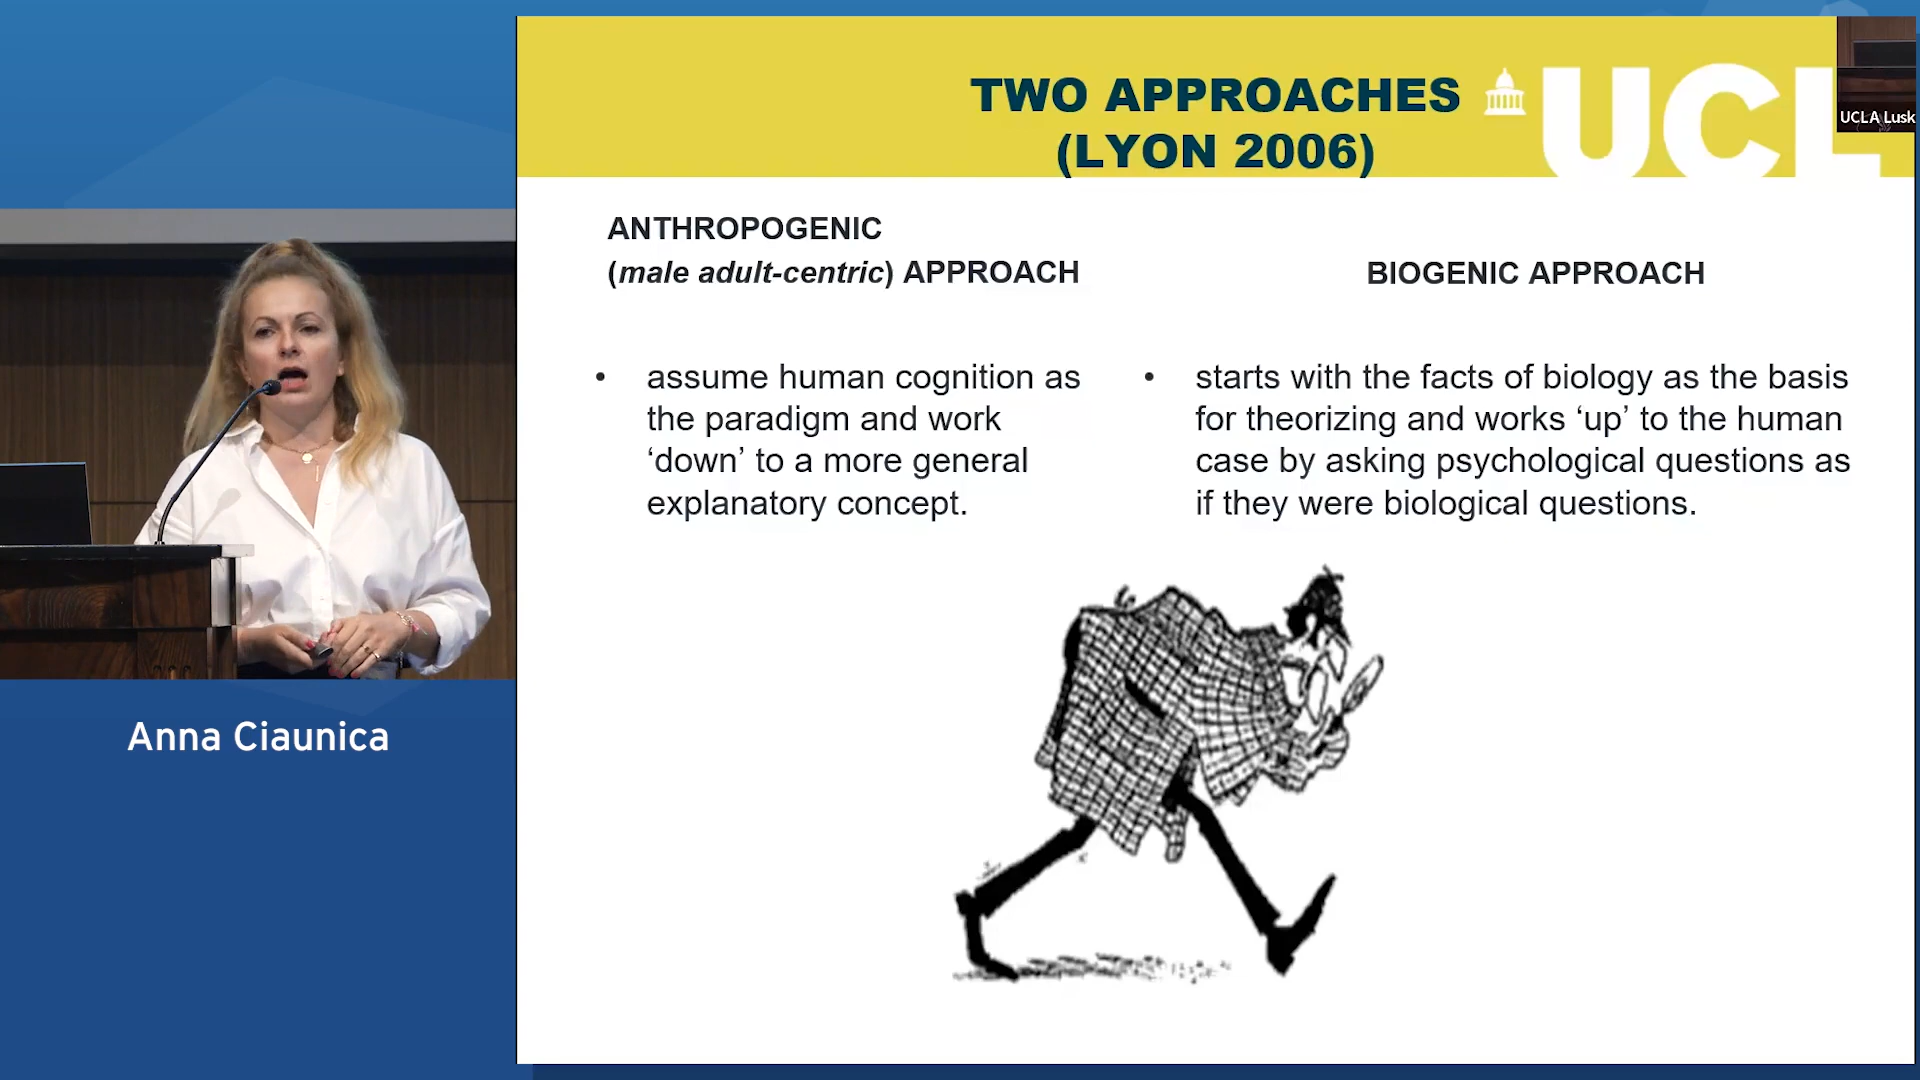 TWO APPROACHES
(LYON 2006)
UCL
UCLA Lusk
ANTHROPOGENIC
(male adult-centric) APPROACH
• assume human cognition as
the paradigm and work
‘down’ to a more general
explanatory concept.
BIOGENIC APPROACH
• starts with the facts of biology as the basis
for theorizing and works ‘up’ to the human
case by asking psychological questions as
if they were biological questions.
Anna Ciaunica